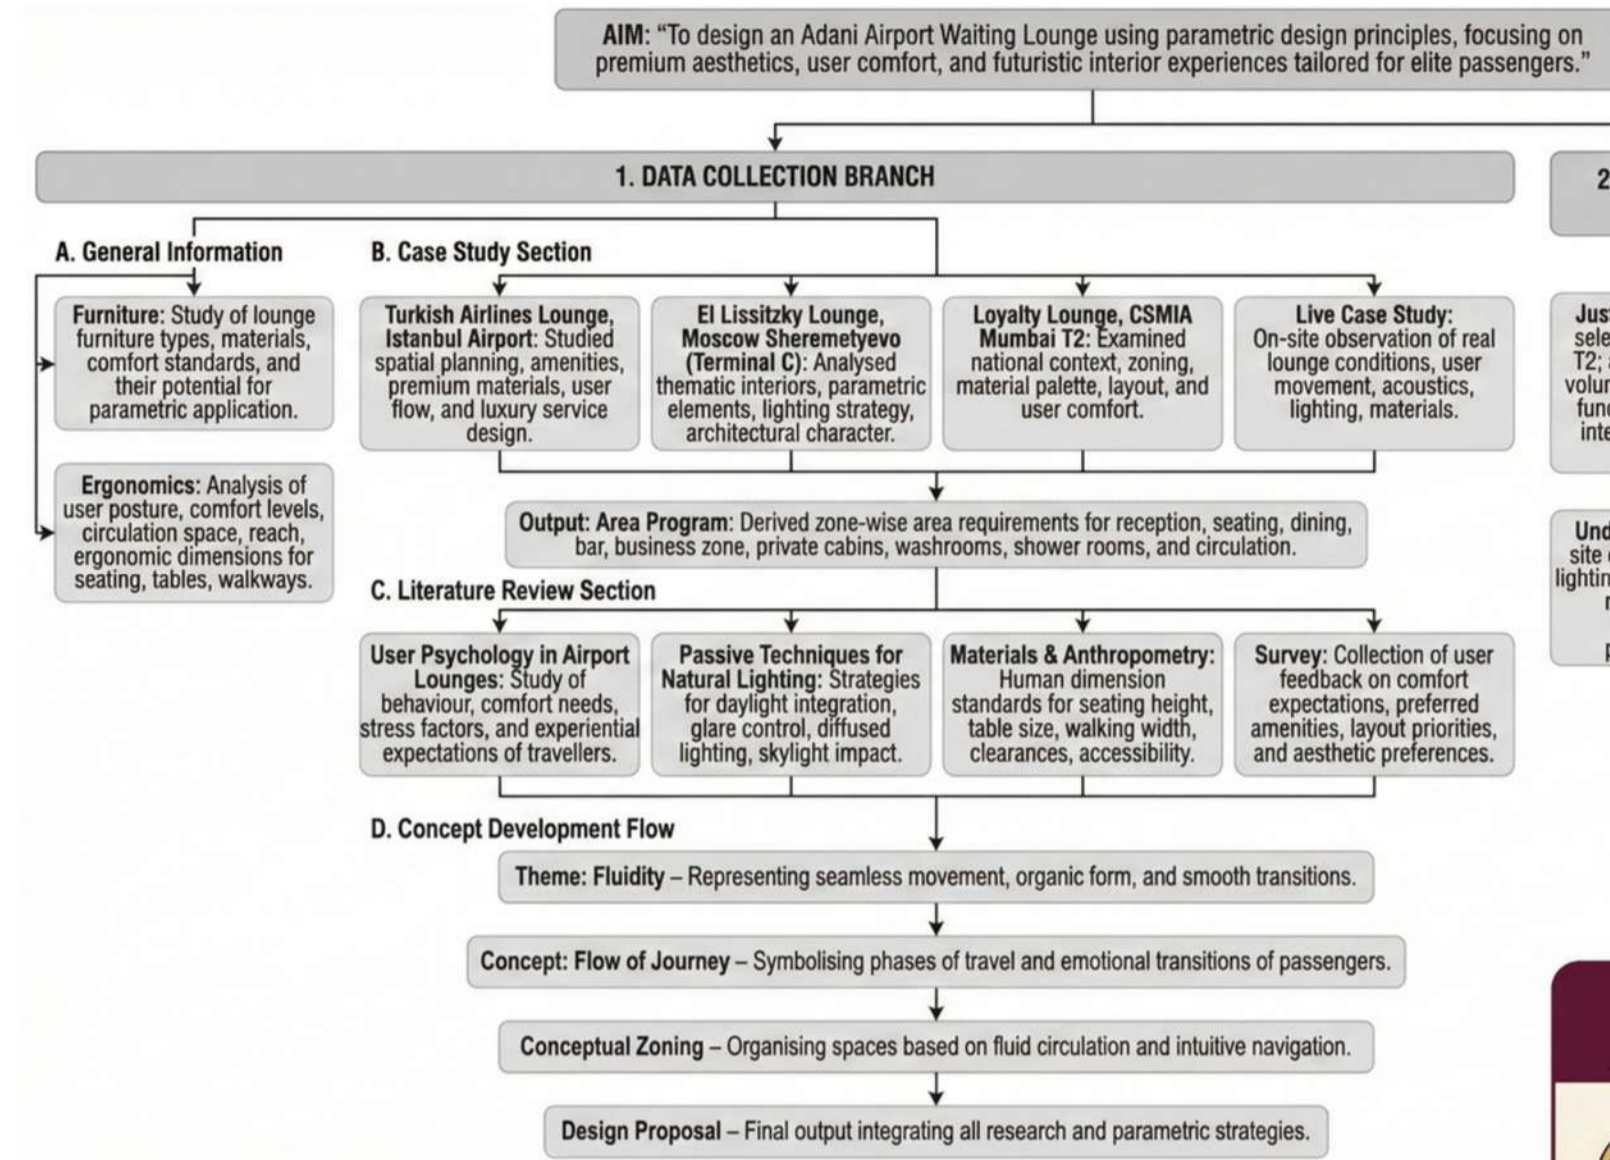 AIM: “To design an Adani Airport Waiting Lounge using parametric design principles, focusing on
premium aesthetics, user comfort, and futuristic interior experiences tailored for elite passengers.”
1. DATA COLLECTION BRANCH
2
A. General Information
Furniture: Study of lounge
furniture types, materials,
comfort standards, and
their potential for
parametric application.
Ergonomics: Analysis of
user posture, comfort levels,
circulation space, reach,
ergonomic dimensions for
seating, tables, walkways.
B. Case Study Section
Turkish Airlines Lounge,
Istanbul Airport: Studied
spatial planning, amenities,
premium materials, user
flow, and luxury service
design.
El Lissitzky Lounge,
Moscow Sheremetyevo
(Terminal C): Analysed
thematic interiors, parametric
elements, lighting strategy,
architectural character.
Loyalty Lounge, CSMIA
Mumbai T2: Examined
national context, zoning,
material palette, layout, and
user comfort.
Live Case Study:
On-site observation of real
lounge conditions, user
movement, acoustics,
lighting, materials.
Output: Area Program: Derived zone-wise area requirements for reception, seating, dining,
bar, business zone, private cabins, washrooms, shower rooms, and circulation.
C. Literature Review Section
User Psychology in Airport
Lounges: Study of
behaviour, comfort needs,
stress factors, and experiential
expectations of travellers.
Passive Techniques for
Natural Lighting: Strategies
for daylight integration,
glare control, diffused
lighting, skylight impact.
Materials & Anthropometry:
Human dimension
standards for seating height,
table size, walking width,
clearances, accessibility.
Survey: Collection of user
feedback on comfort
expectations, preferred
amenities, layout priorities,
and aesthetic preferences.
D. Concept Development Flow
Theme: Fluidity – Representing seamless movement, organic form, and smooth transitions.
Concept: Flow of Journey – Symbolising phases of travel and emotional transitions of passengers.
Conceptual Zoning – Organising spaces based on fluid circulation and intuitive navigation.
Design Proposal – Final output integrating all research and parametric strategies.
T2;
site